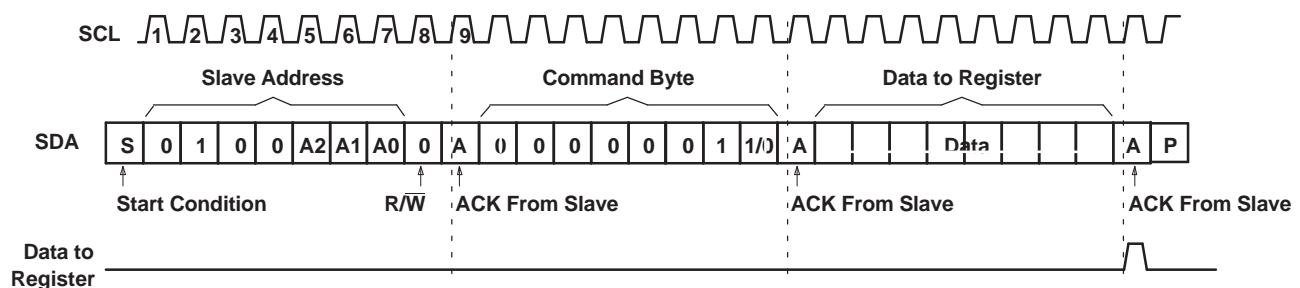 SCL 1 2 3 4 5 6 7 8 9
Slave Address Command Byte Data to Register
SDA S 0 1 0 0 A2 A1 A0 0 A 0 0 0 0 0 0 1 1/0 A Data A P
Start Condition R/W ACK From Slave ACK From Slave ACK From Slave
Data to
Register